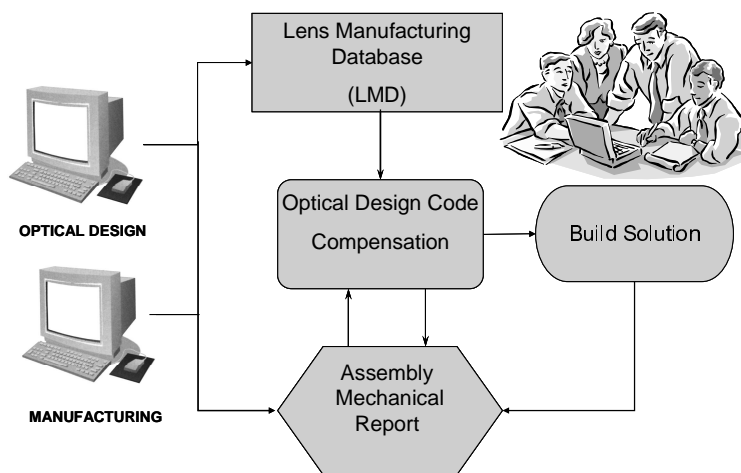 Lens Manufacturing
Database
(LMD)
OPTICAL DESIGN
Optical Design Code
Compensation
Build Solution
MANUFACTURING
Assembly
Mechanical
Report